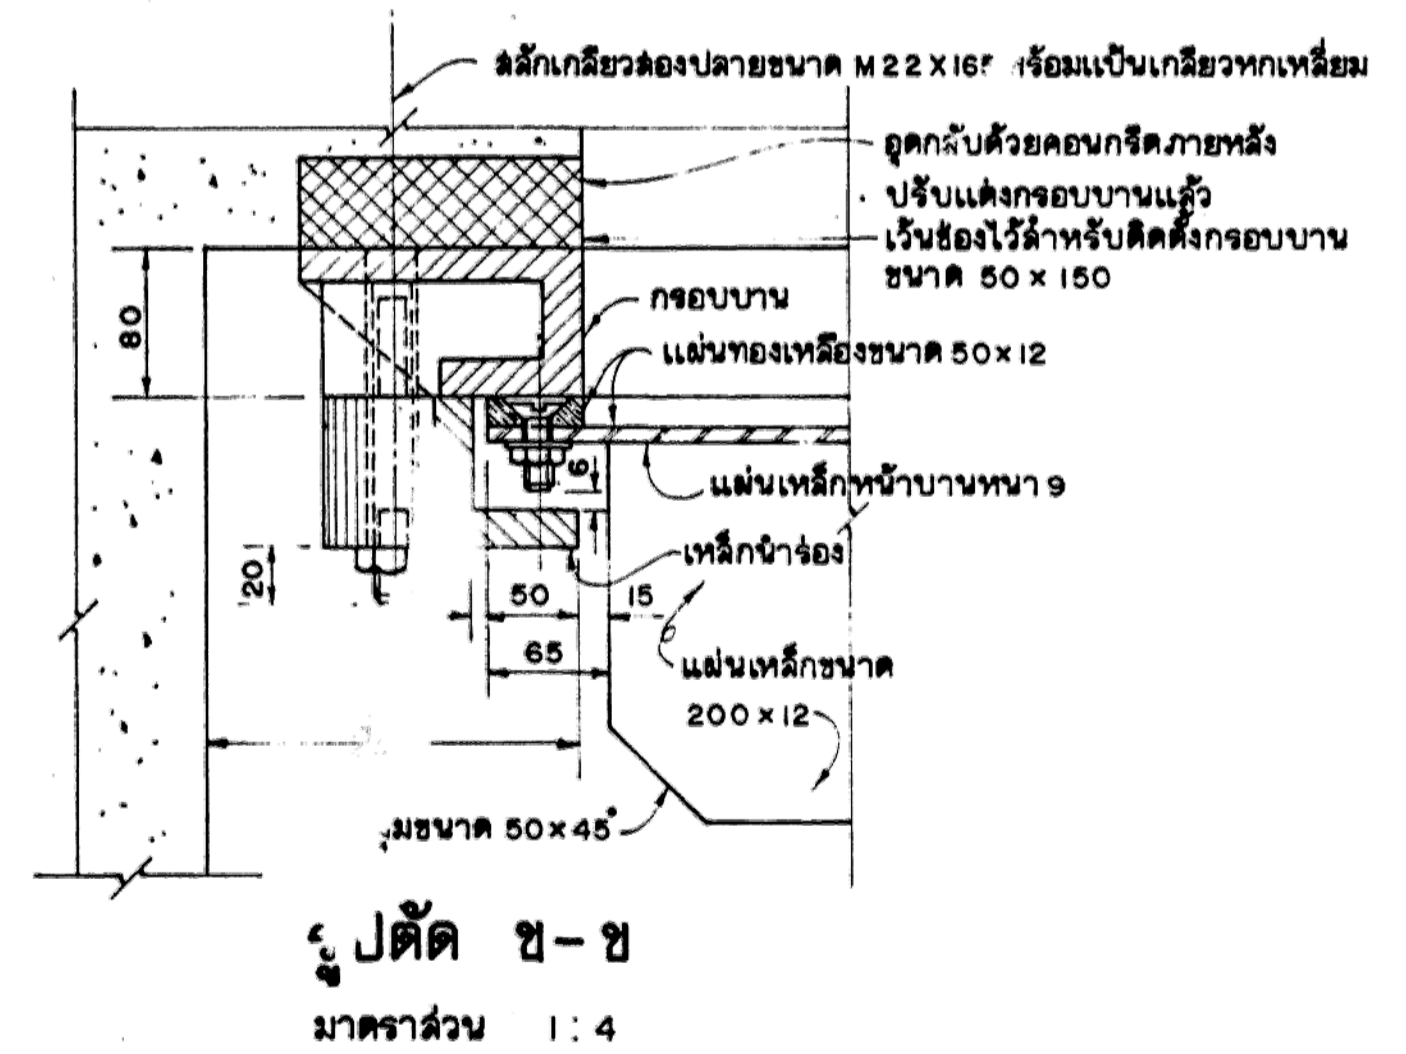 สลักเกลียวสองปลายขนาด M 22 X 165 พร้อมแป้นเกลียวหกเหลี่ยม
อุดกลับด้วยคอนกรีตภายหลัง
ปรับแต่งกรอบบานแล้ว
เว้นช่องไว้สำหรับติดตั้งกรอบบาน
ขนาด 50 x 150
กรอบบาน
แผ่นทองเหลืองขนาด 50 x 12
80
6
แผ่นเหล็กหน้าบานหนา 9
เหล็กนำร่อง
20
50
15
65
แผ่นเหล็กขนาด
200 x 12
มุมขนาด 50 x 45°
รูปตัด ข - ข
มาตราส่วน 1 : 4